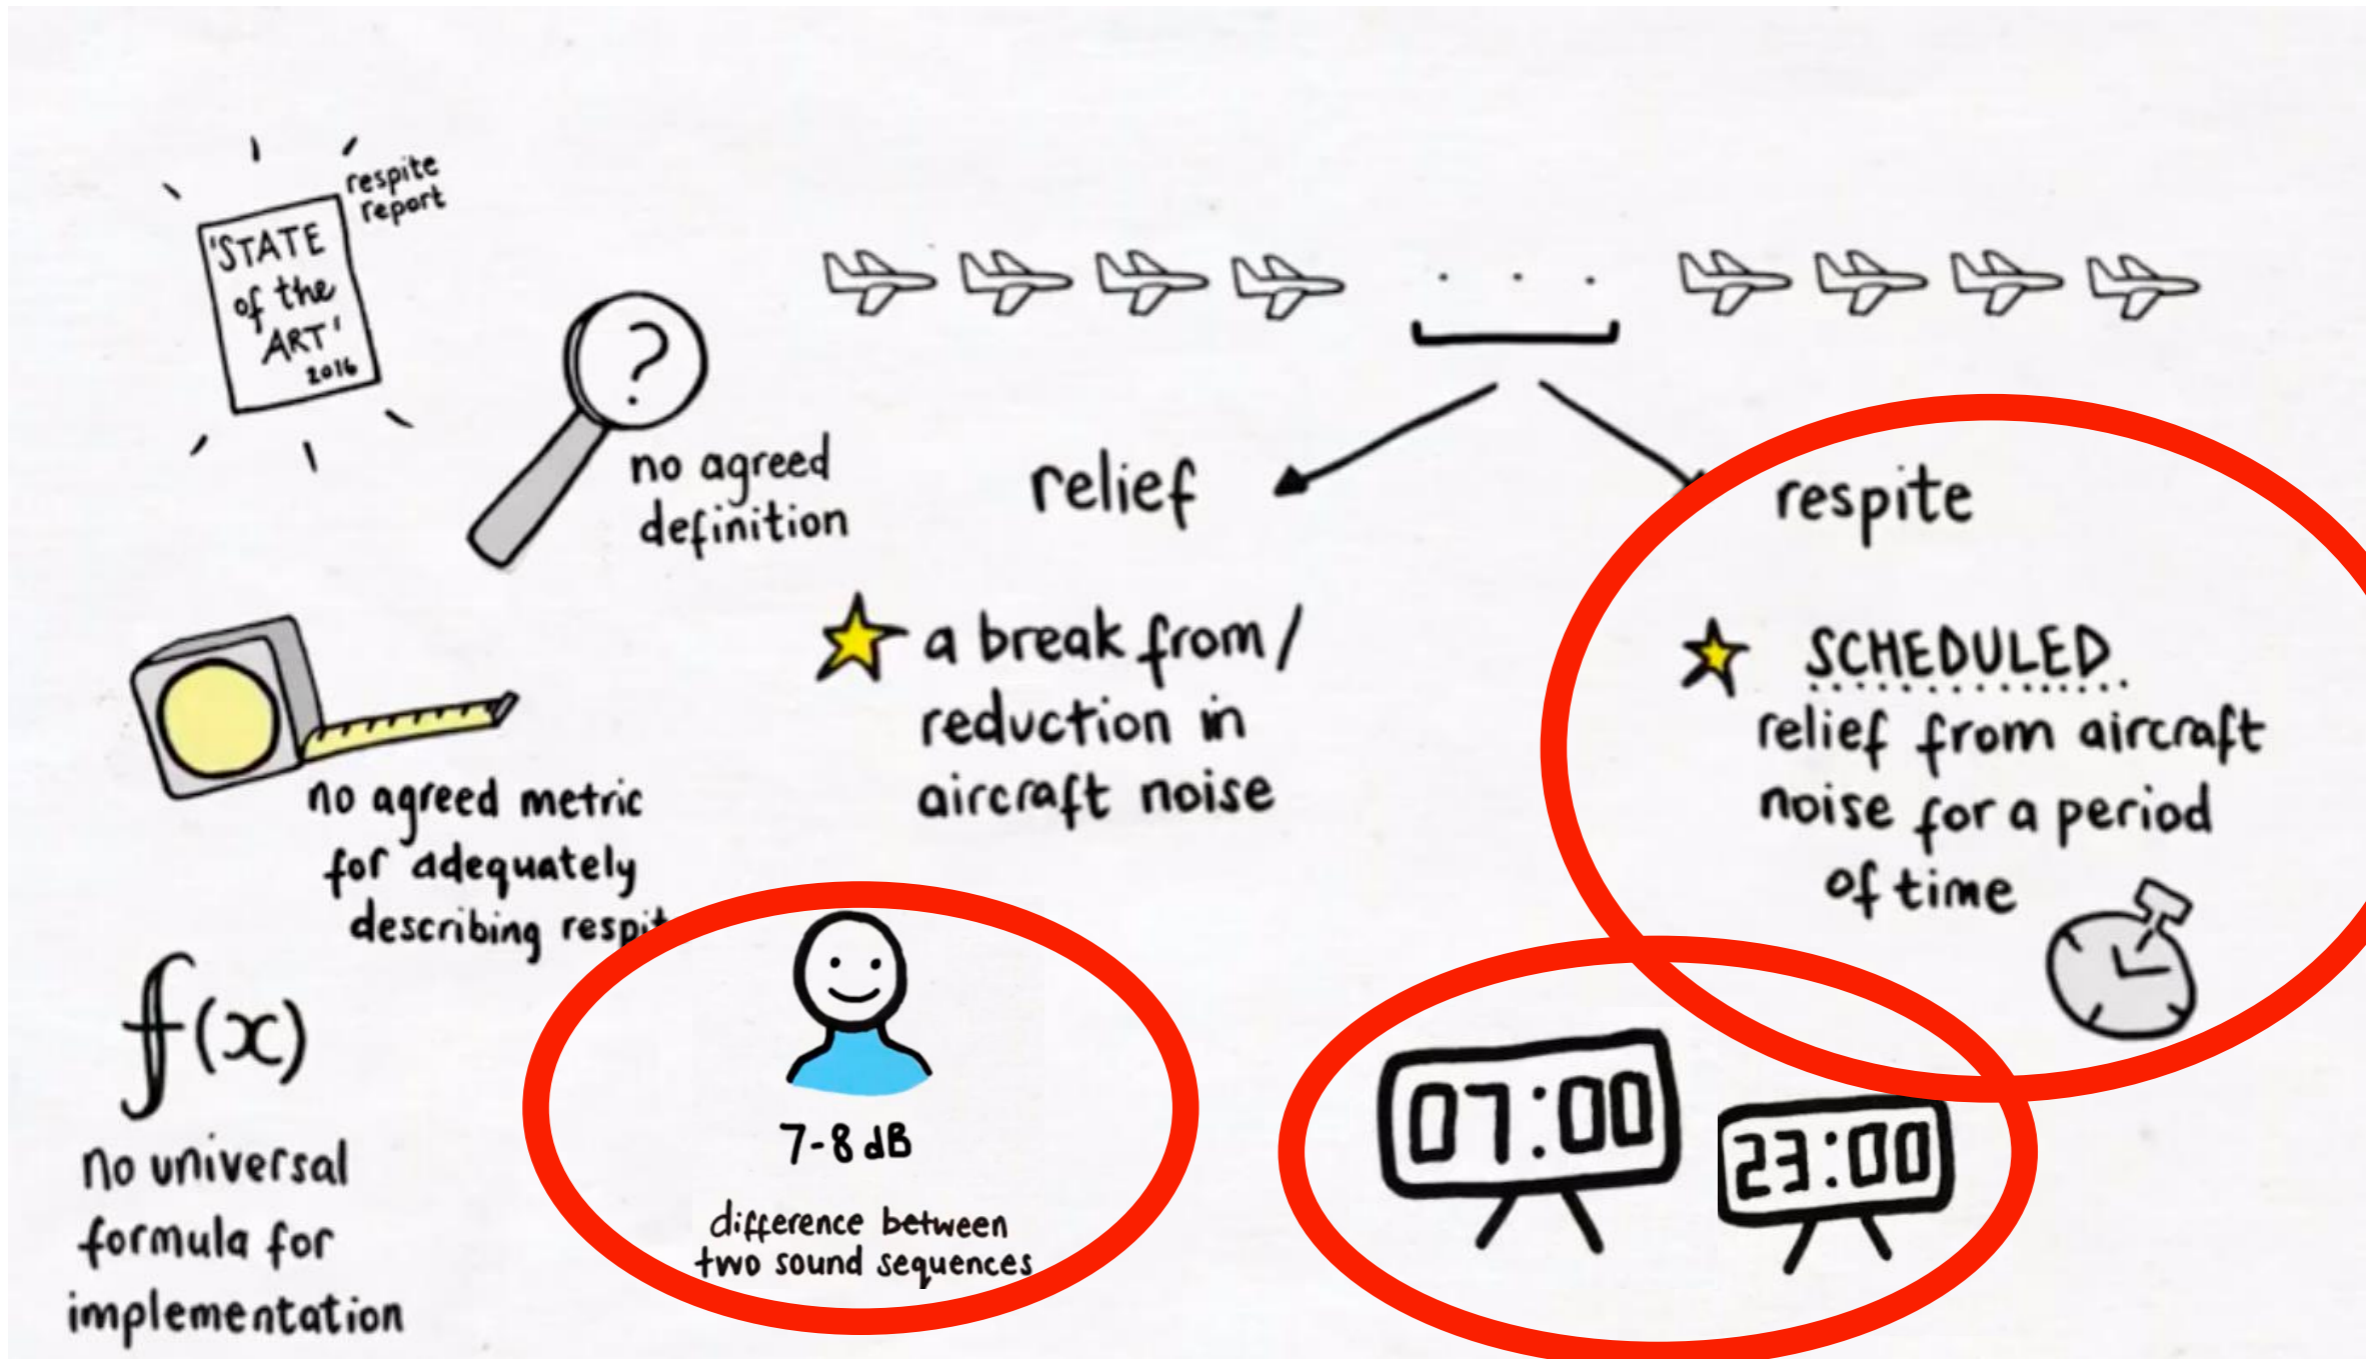 respite
report
'STATE
of the
ART'
2016
?
no agreed
definition
no agreed metric
for adequately
describing
f(x)
no universal
formula for
implementation
relief
a break from/
reduction in
aircraft noise
respite
SCHEDULED
relief from aircraft
noise for a period
of time
7-8 dB
difference between
two sound sequences
07:00
23:00